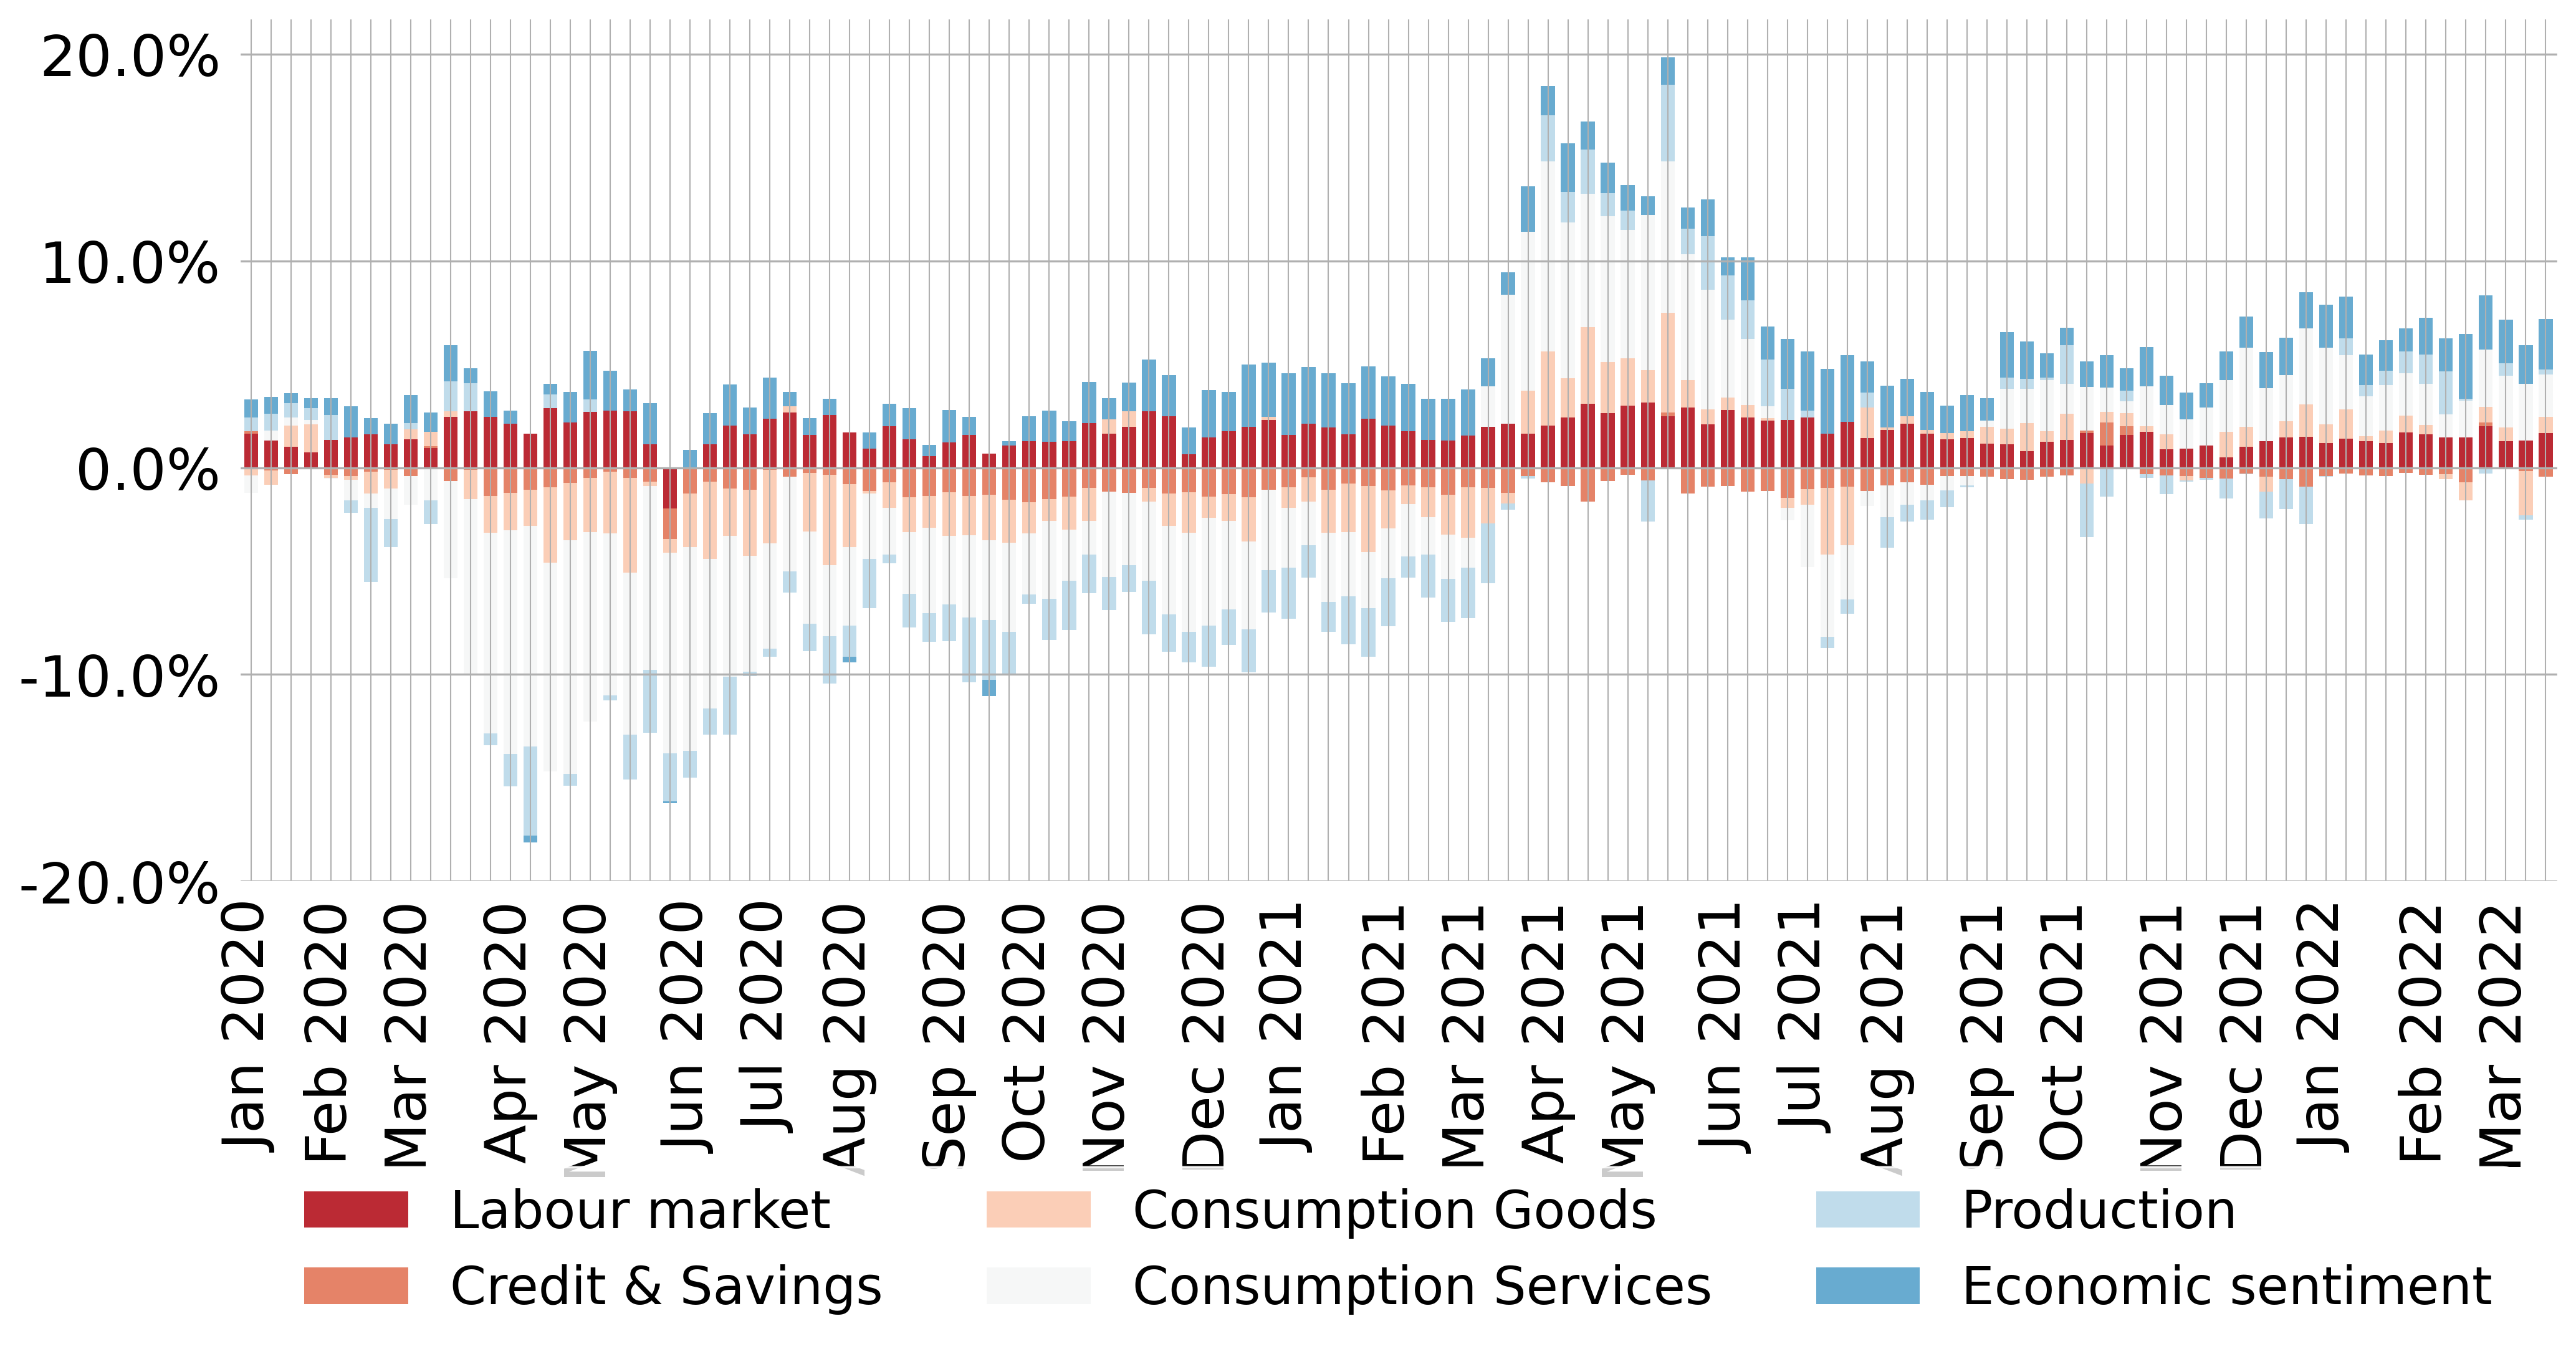 20.0%
10.0%
0.0%
-10.0%
-20.0%
Jan 2020
Feb 2020
Mar 2020
Apr 2020
May 2020
Jun 2020
Jul 2020
Aug 2020
Sep 2020
Oct 2020
Nov 2020
Dec 2020
Jan 2021
Feb 2021
Mar 2021
Apr 2021
May 2021
Jun 2021
Jul 2021
Aug 2021
Sep 2021
Oct 2021
Nov 2021
Dec 2021
Jan 2022
Feb 2022
Mar 2022
Labour market
Consumption Goods
Production
Credit & Savings
Consumption Services
Economic sentiment